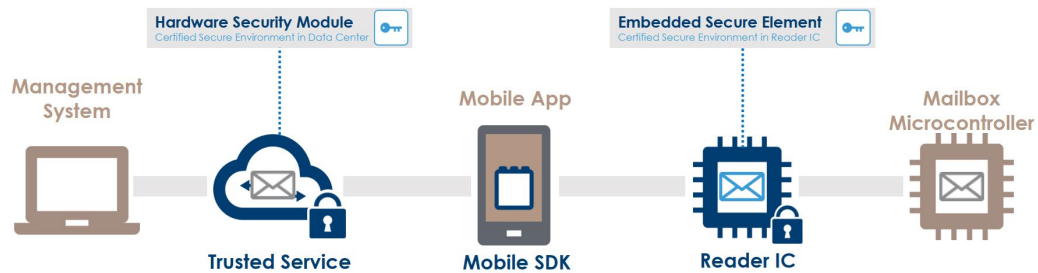 Hardware Security Module
Certified Secure Environment in Data Center
Embedded Secure Element
Certified Secure Environment in Reader IC
Management
System
Mobile App
Mailbox
Microcontroller
Trusted Service
Mobile SDK
Reader IC